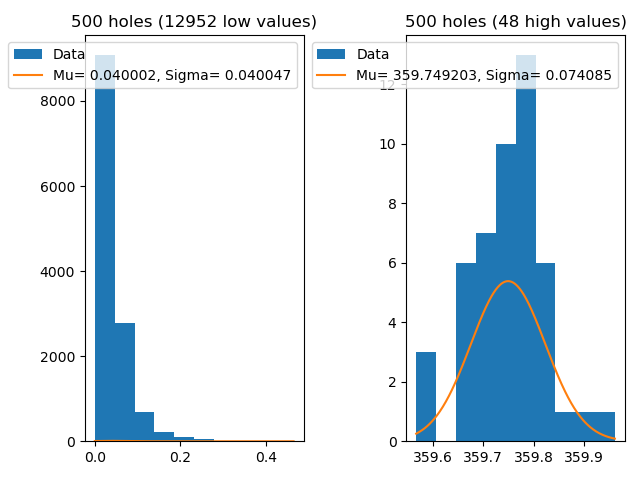 500 holes (12952 low values)
Data
Mu= 0.040002, Sigma= 0.040047
8000
6000
4000
2000
0
0.0 0.2 0.4
500 holes (48 high values)
Data
Mu= 359.749203, Sigma= 0.074085
12
10
8
6
4
2
0
359.6 359.7 359.8 359.9